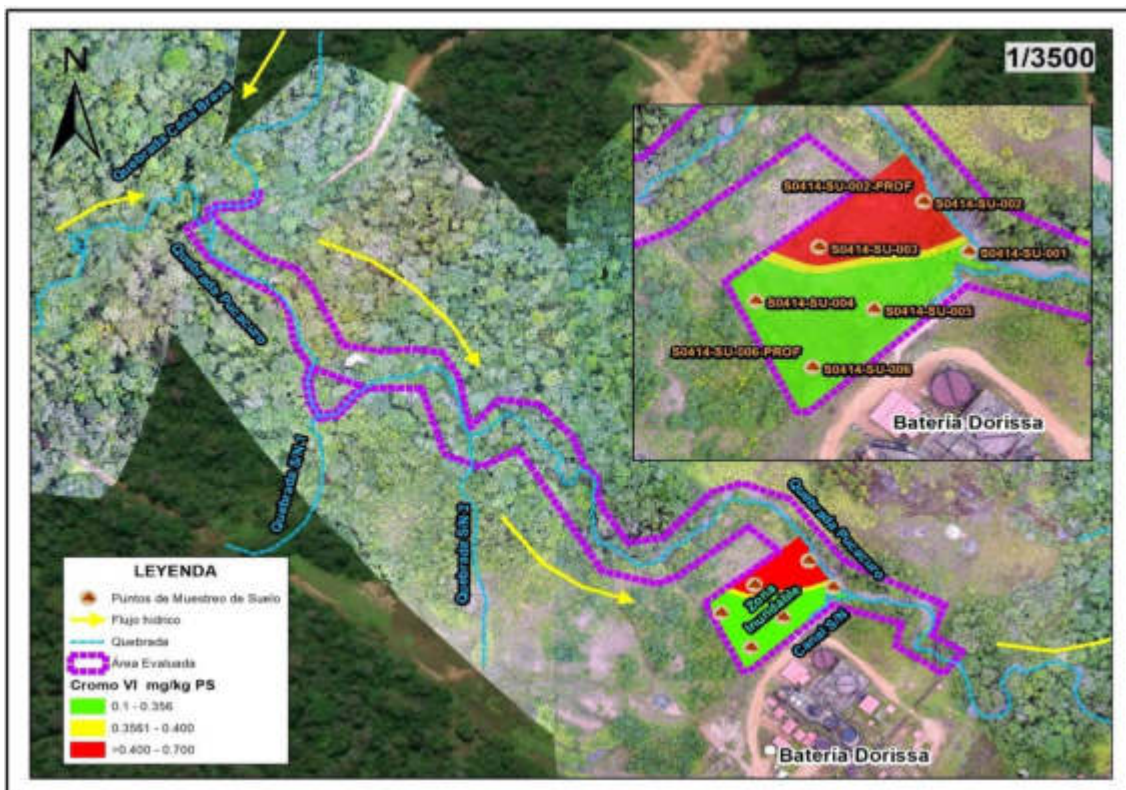 1/3500
N
Quebrada Caña Brava
Quebrada Pucacuro
S0414-SU-002-PROF
S0414-SU-002
S0414-SU-003
S0414-SU-001
S0414-SU-004
S0414-SU-005
S0414-SU-006-PROF
S0414-SU-006
Batería Dorissa
Quebrada S/N 1
Quebrada S/N 2
Quebrada Pucacuro
Zona
Inundable
Canal S/N
Batería Dorissa
LEYENDA
Puntos de Muestreo de Suelo
Flujo hídrico
Quebrada
Área Evaluada
Cromo VI mg/kg PS
0.1 - 0.356
0.3561 - 0.400
>0.400 - 0.700